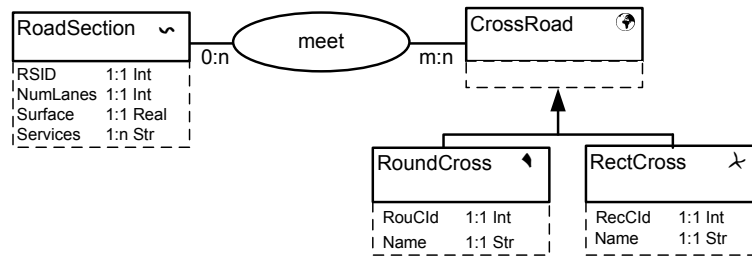 RoadSection
meet
CrossRoad
0:n
m:n
RSID 1:1 Int
NumLanes 1:1 Int
Surface 1:1 Real
Services 1:n Str
RoundCross
RectCross
RouCId 1:1 Int
Name 1:1 Str
RecCId 1:1 Int
Name 1:1 Str